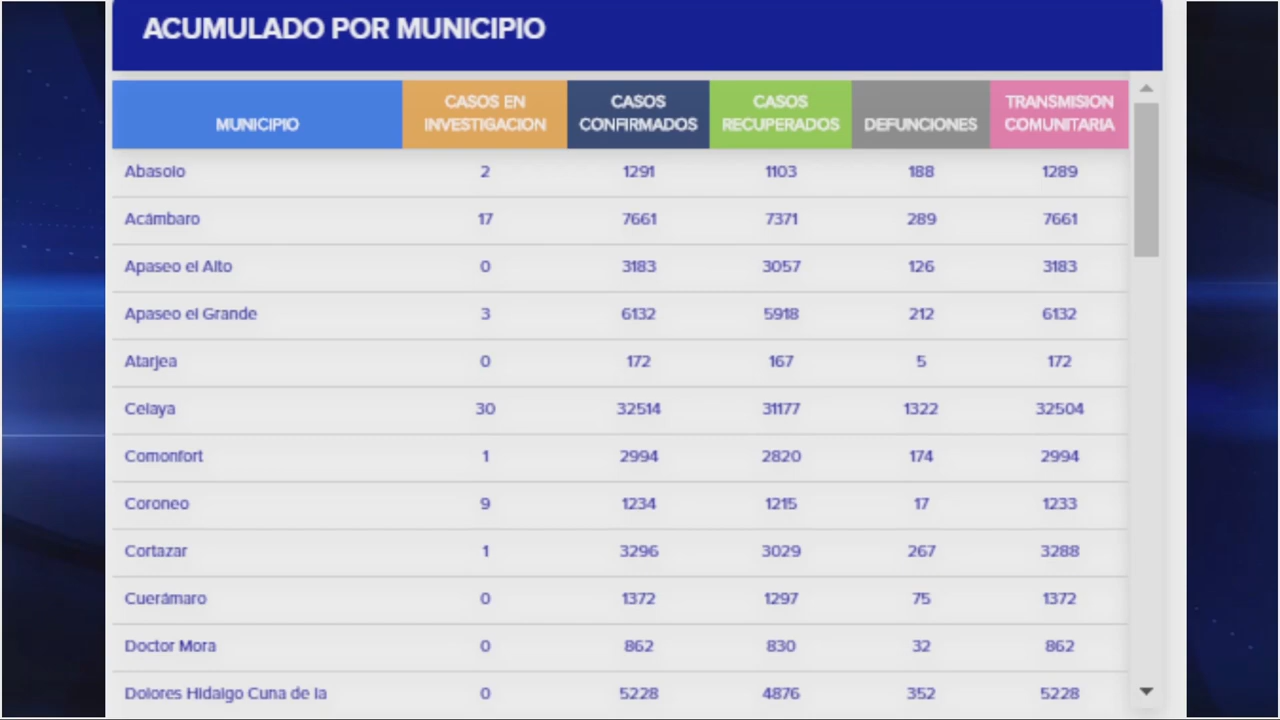 ACUMULADO POR MUNICIPIO
MUNICIPIO CASOS EN INVESTIGACION CASOS CONFIRMADOS CASOS RECUPERADOS DEFUNCIONES TRANSMISION COMUNITARIA
Abasolo 2 1291 1103 188 1289
Acámbaro 17 7661 7371 289 7661
Apaseo el Alto 0 3183 3057 126 3183
Apaseo el Grande 3 6132 5918 212 6132
Atarjea 0 172 167 5 172
Celaya 30 32514 31177 1322 32504
Comonfort 1 2994 2820 174 2994
Coroneo 9 1234 1215 17 1233
Cortazar 1 3296 3029 267 3288
Cuerámaro 0 1372 1297 75 1372
Doctor Mora 0 862 830 32 862
Dolores Hidalgo Cuna de la 0 5228 4876 352 5228